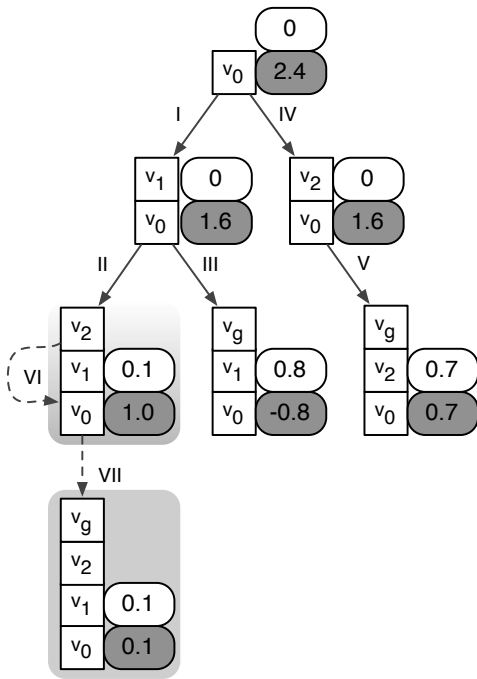 0
v0 2.4
I IV
v1 0 v2 0
v0 1.6 v0 1.6
II III V
v2 vg vg
VI v1 0.1 v1 0.8 v2 0.7
v0 1.0 v0 -0.8 v0 0.7
VII
vg
v2
v1 0.1
v0 0.1